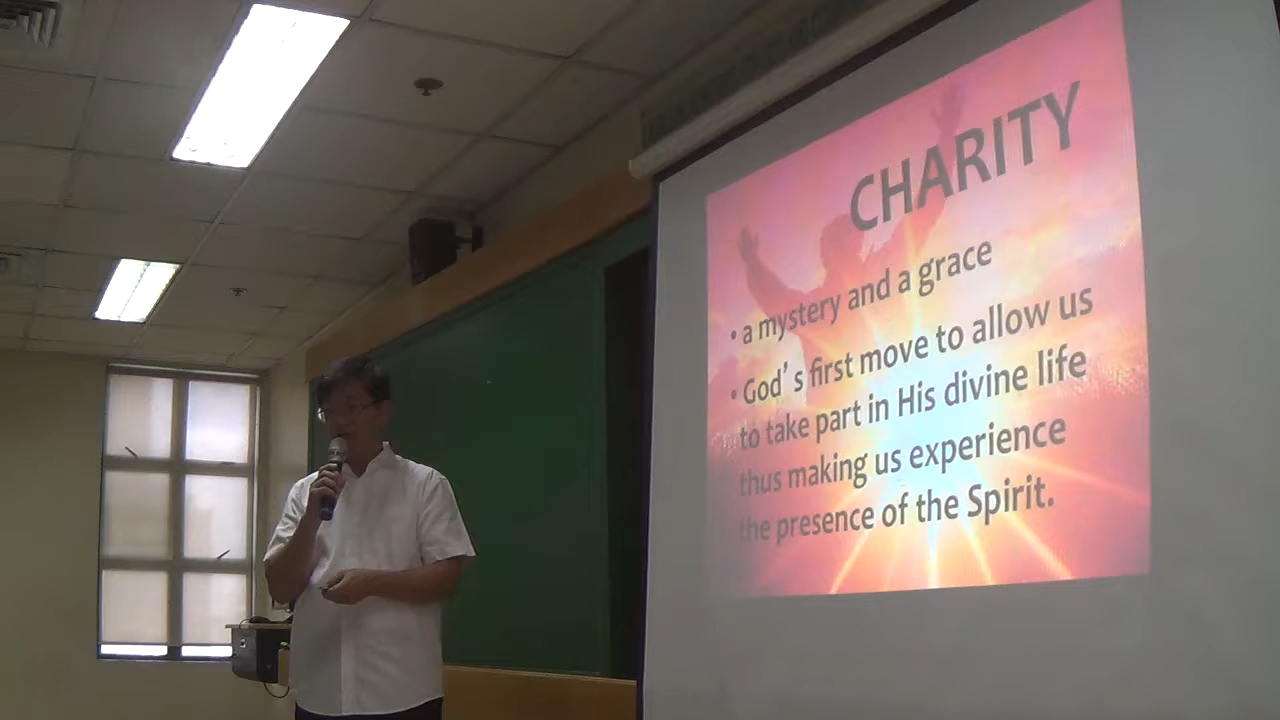 CHARITY
• a mystery and a grace
• God's first move to allow us
to take part in His divine life
thus making us experience
the presence of the Spirit.